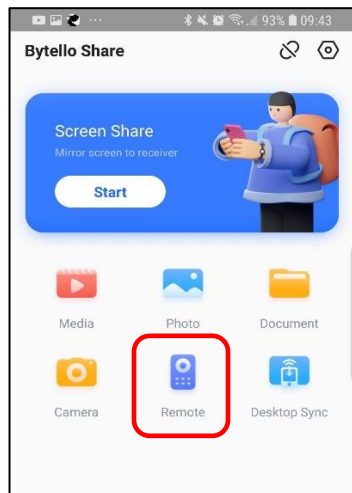 93% 09:43
Bytello Share
Screen Share
Mirror screen to receiver
Start
Media Photo Document
Camera Remote Desktop Sync